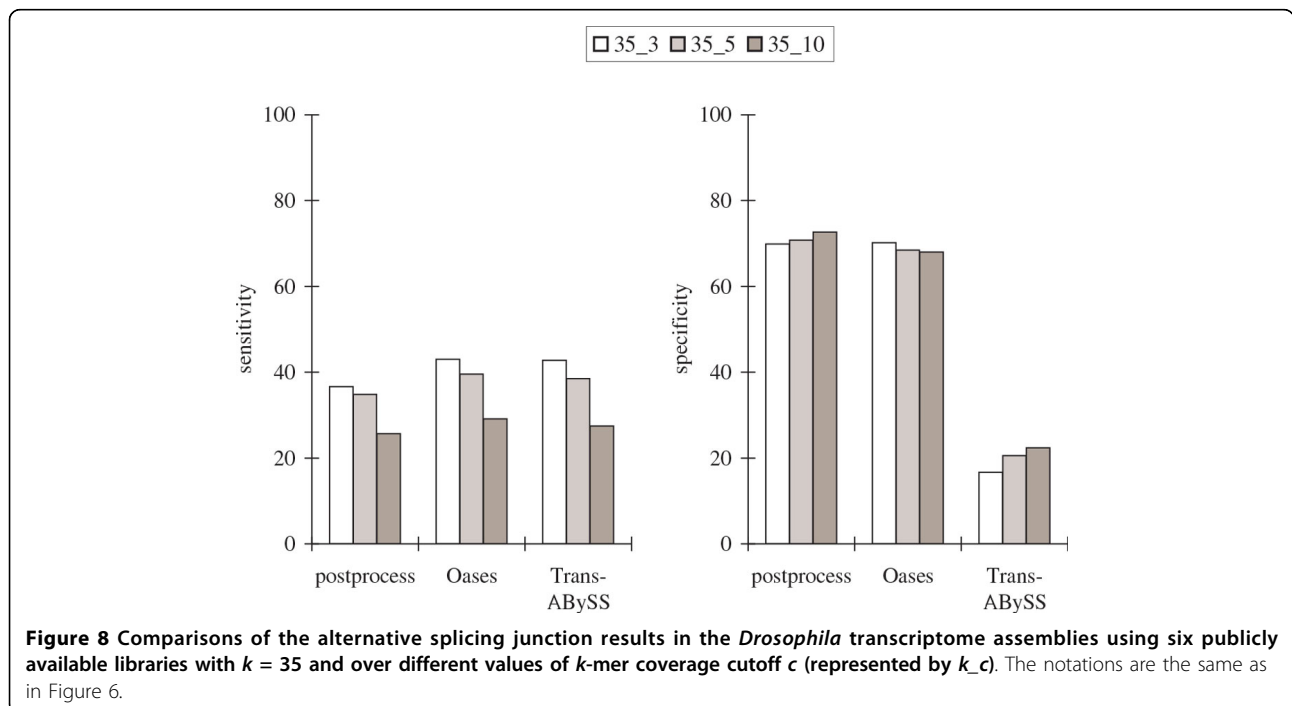 35_3 35_5 35_10
100
80
60
40
20
0
sensitivity
postprocess Oases Trans-
ABySS
100
80
60
40
20
0
specificity
postprocess Oases Trans-
ABySS
Figure 8 Comparisons of the alternative splicing junction results in the Drosophila transcriptome assemblies using six publicly
available libraries with k = 35 and over different values of k-mer coverage cutoff c (represented by k_c). The notations are the same as
in Figure 6.